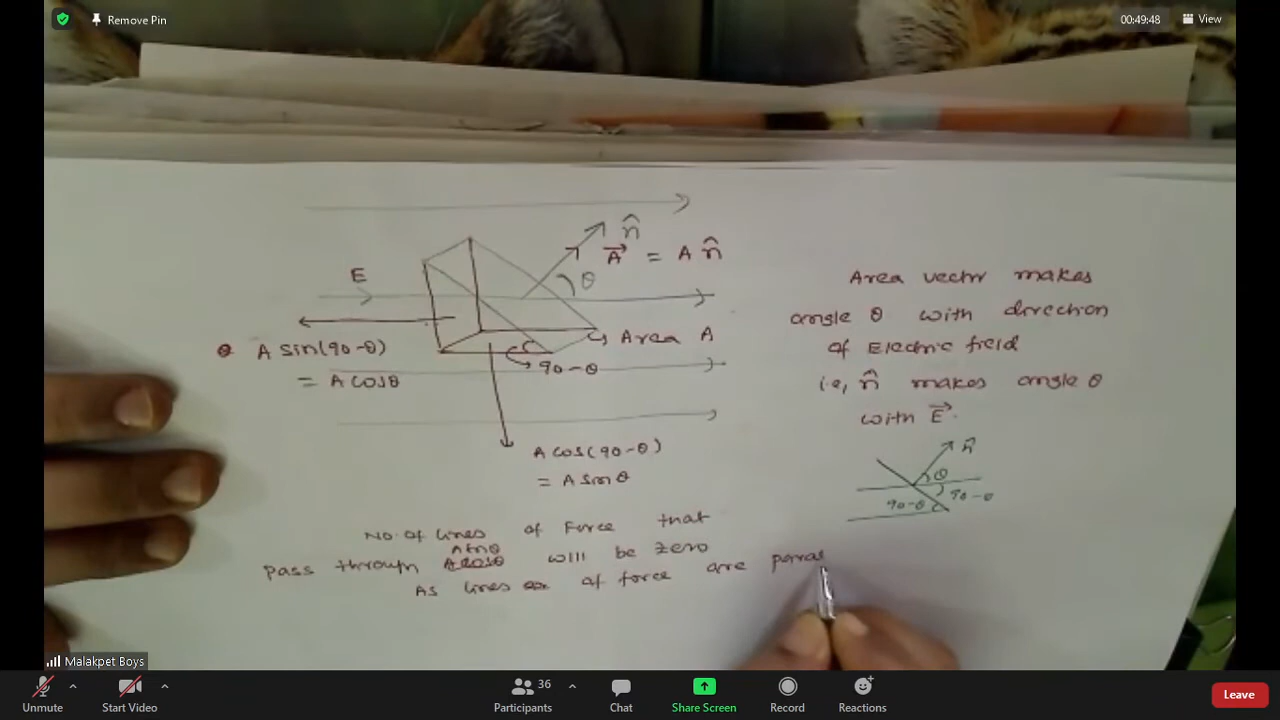 Remove Pin
00:49:48
View
n̂
A⃗ = A n̂
E
θ
Area A
90-θ
A sin(90-θ)
= A cosθ
A cos(90-θ)
= A sinθ
Area vectr makes
angle θ with direction
of Electric field
i.e, n̂ makes angle θ
with E⃗.
n̂
θ
90-θ
90-θ
No of lines of Force that
A sinθ
pass through will be zero
As lines of force are paral
Malakpet Boys
Unmute
Start Video
36
Participants
Chat
Share Screen
Record
Reactions
Leave